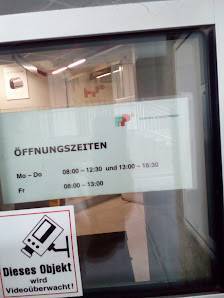 ÖFFNUNGSZEITEN
Mo – Do 08:00 – 12:30 und 13:00 – 16:30
Fr 08:00 – 13:00
Dieses Objekt
wird
Videoüberwacht!